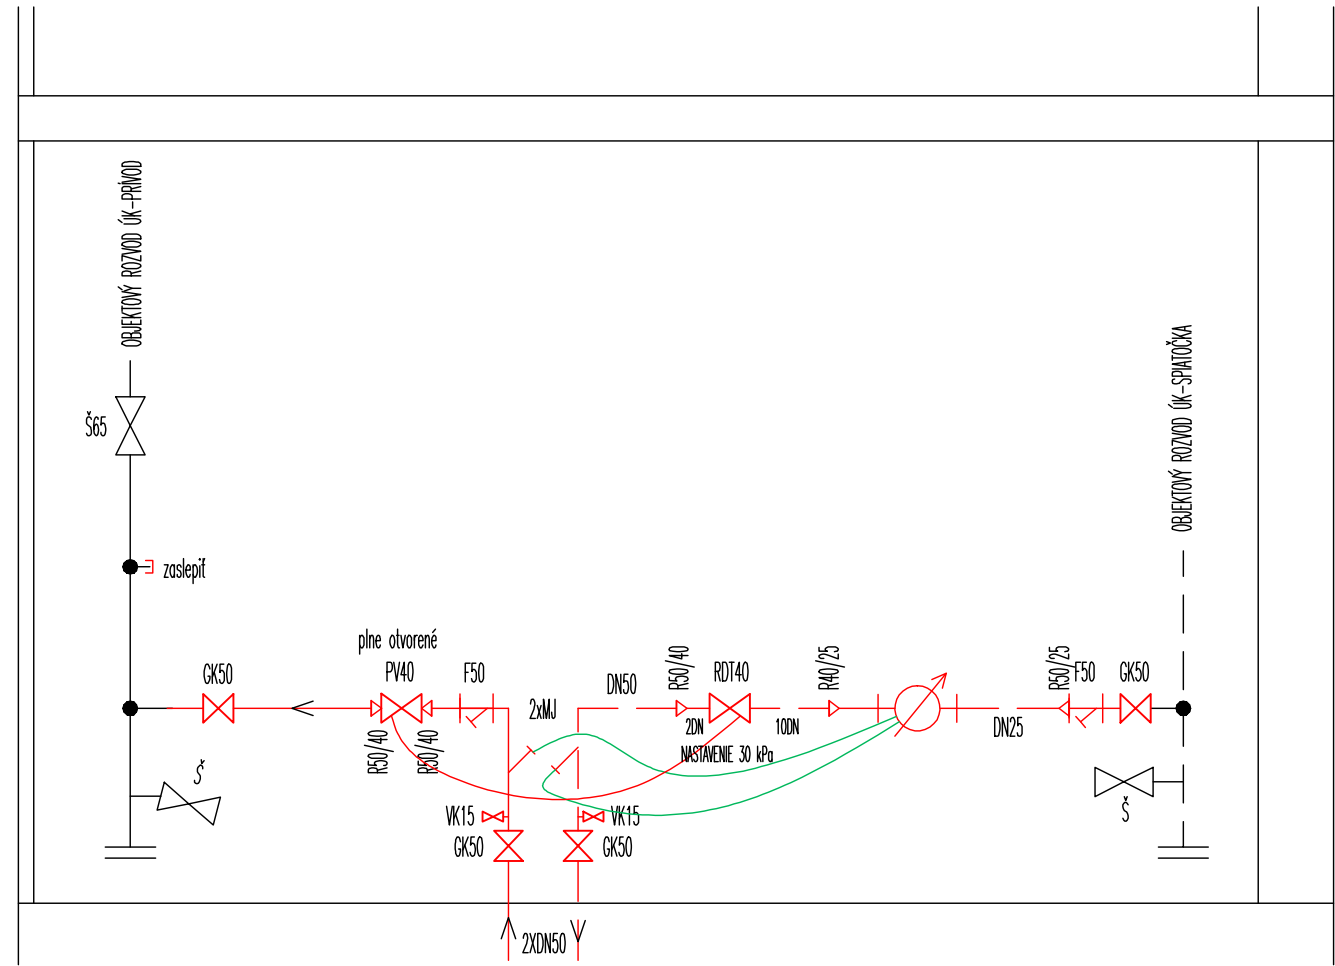 OBJEKTOVÝ ROZVOD ÚK-PRÍVOD
OBJEKTOVÝ ROZVOD ÚK-SPIATOČKA
Š65
zaslepiť
plne otvorené
GK50
PV40
F50
2xMJ
DN50
R50/40
RDT40
R40/25
R50/25
F50
GK50
2DN
10DN
DN25
R50/40
R50/40
NASTAVENIE 30 kPa
Š
Š
VK15
VK15
GK50
GK50
2XDN50